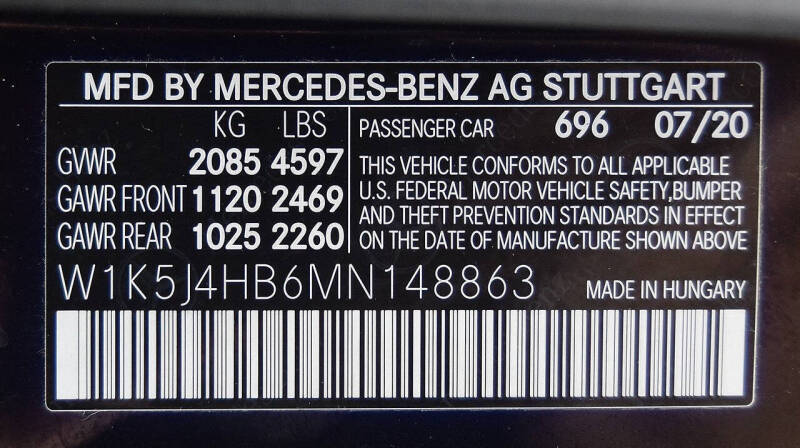 MFD BY MERCEDES-BENZ AG STUTTGART
KG LBS
GVWR 2085 4597
GAWR FRONT 1120 2469
GAWR REAR 1025 2260
PASSENGER CAR 696 07/20
THIS VEHICLE CONFORMS TO ALL APPLICABLE
U.S. FEDERAL MOTOR VEHICLE SAFETY,BUMPER
AND THEFT PREVENTION STANDARDS IN EFFECT
ON THE DATE OF MANUFACTURE SHOWN ABOVE
W1K5J4HB6MN148863 MADE IN HUNGARY